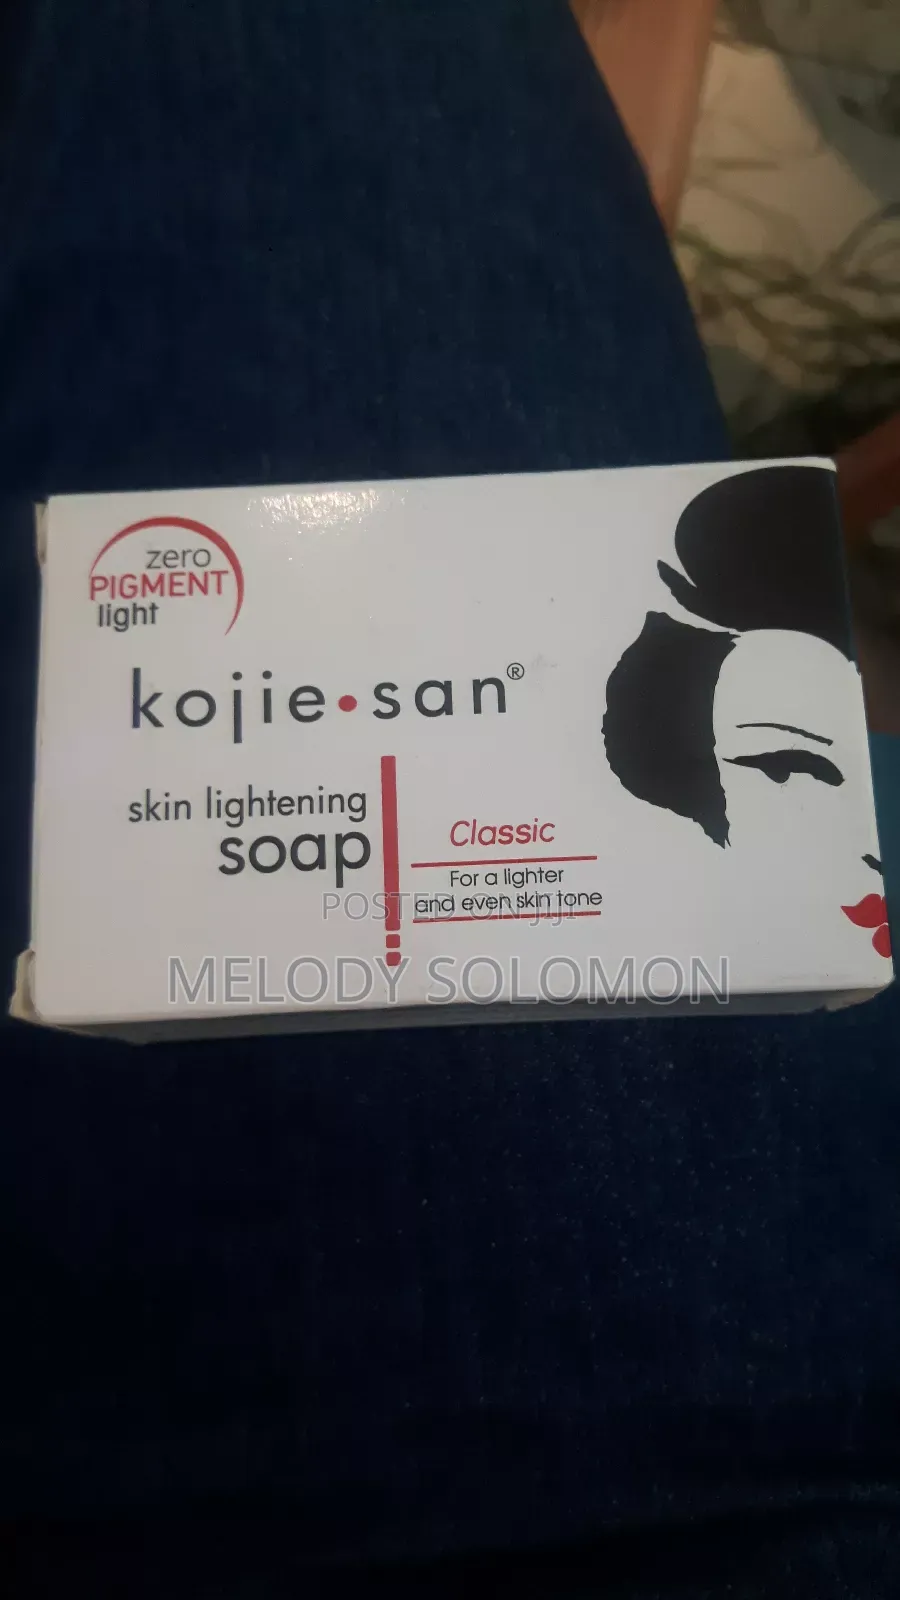 zero
PIGMENT
light
kojie•san®
skin lightening
soap
Classic
For a lighter
and even skin tone
POSTED ON JIJI
MELODY SOLOMON